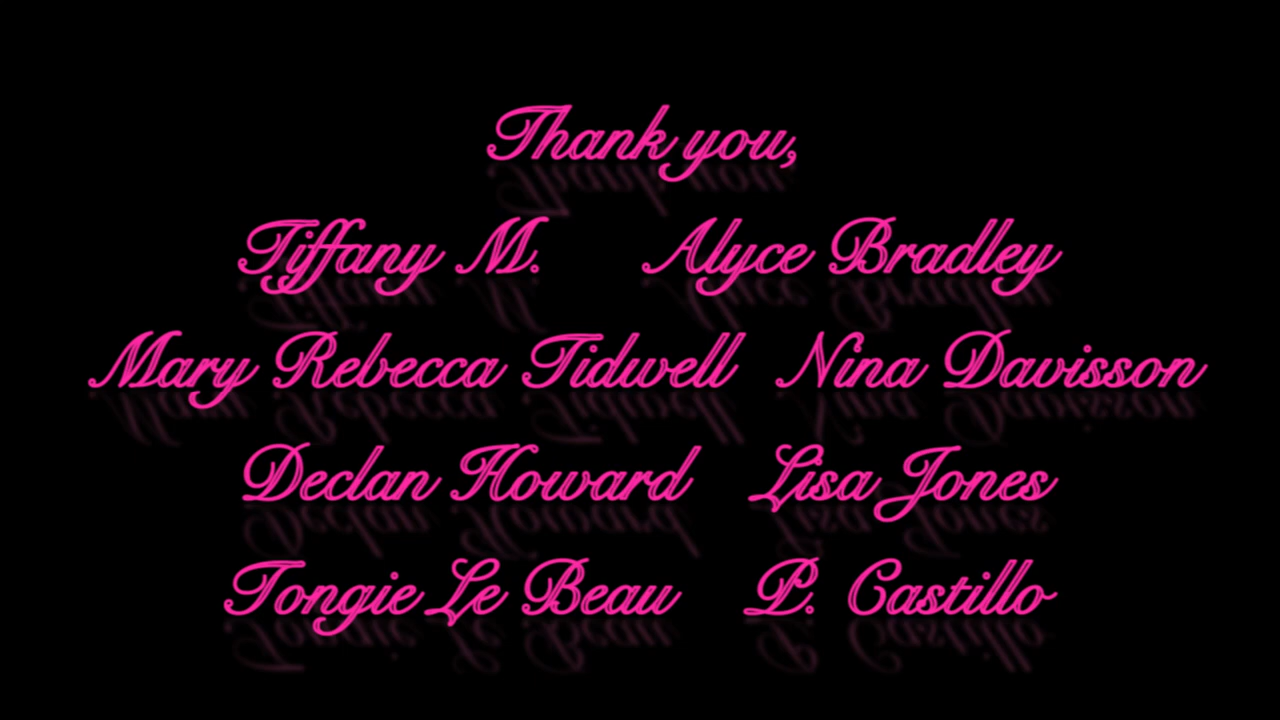 Thank you,
Tiffany M. Alyce Bradley
Mary Rebecca Tidwell Nina Davisson
Declan Howard Lisa Jones
Tongie Le Beau P. Castillo